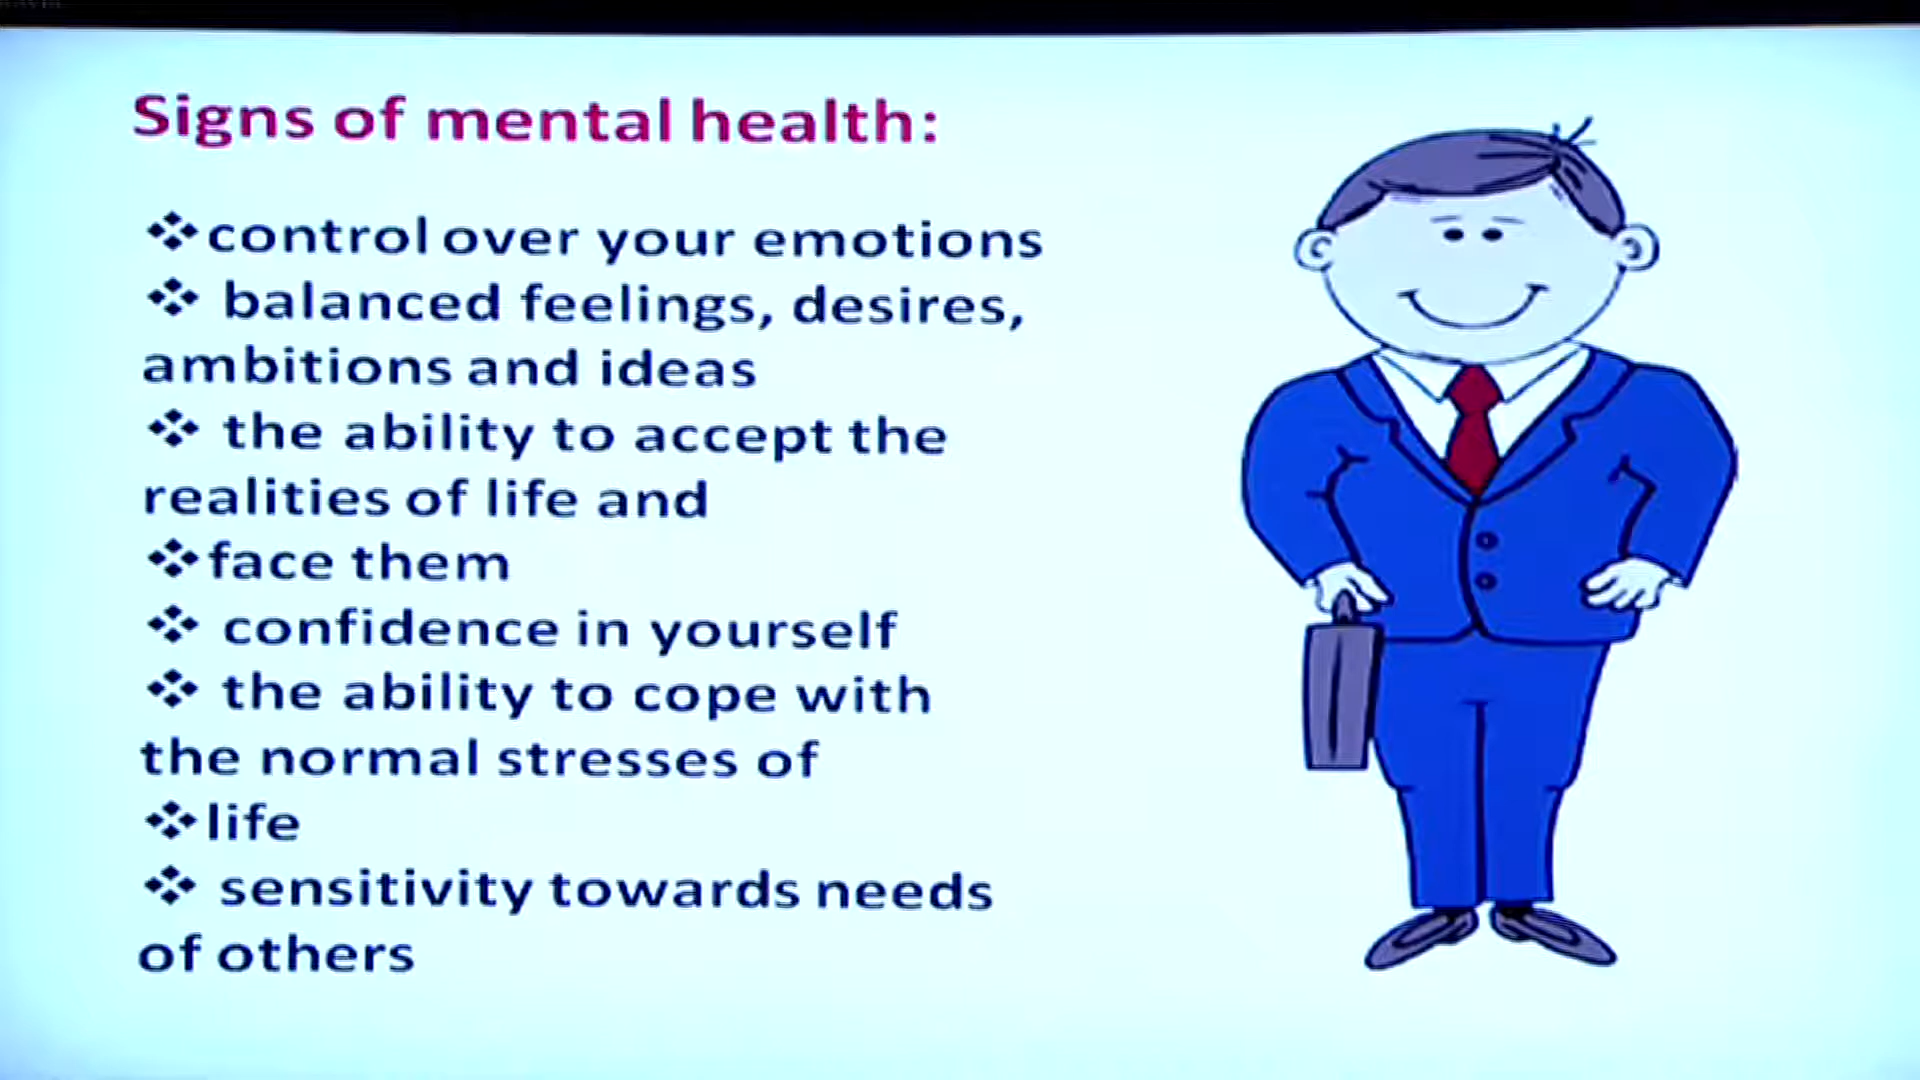 Signs of mental health:
❖control over your emotions
❖ balanced feelings, desires,
ambitions and ideas
❖ the ability to accept the
realities of life and
❖face them
❖ confidence in yourself
❖ the ability to cope with
the normal stresses of
❖life
❖ sensitivity towards needs
of others